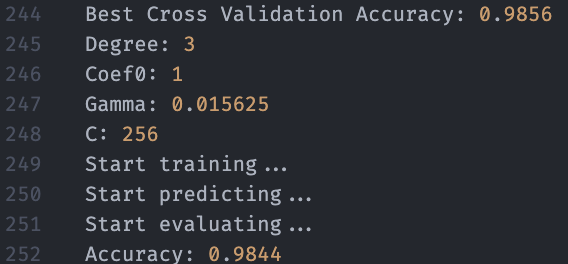 244 Best Cross Validation Accuracy: 0.9856
245 Degree: 3
246 Coef0: 1
247 Gamma: 0.015625
248 C: 256
249 Start training...
250 Start predicting...
251 Start evaluating...
252 Accuracy: 0.9844